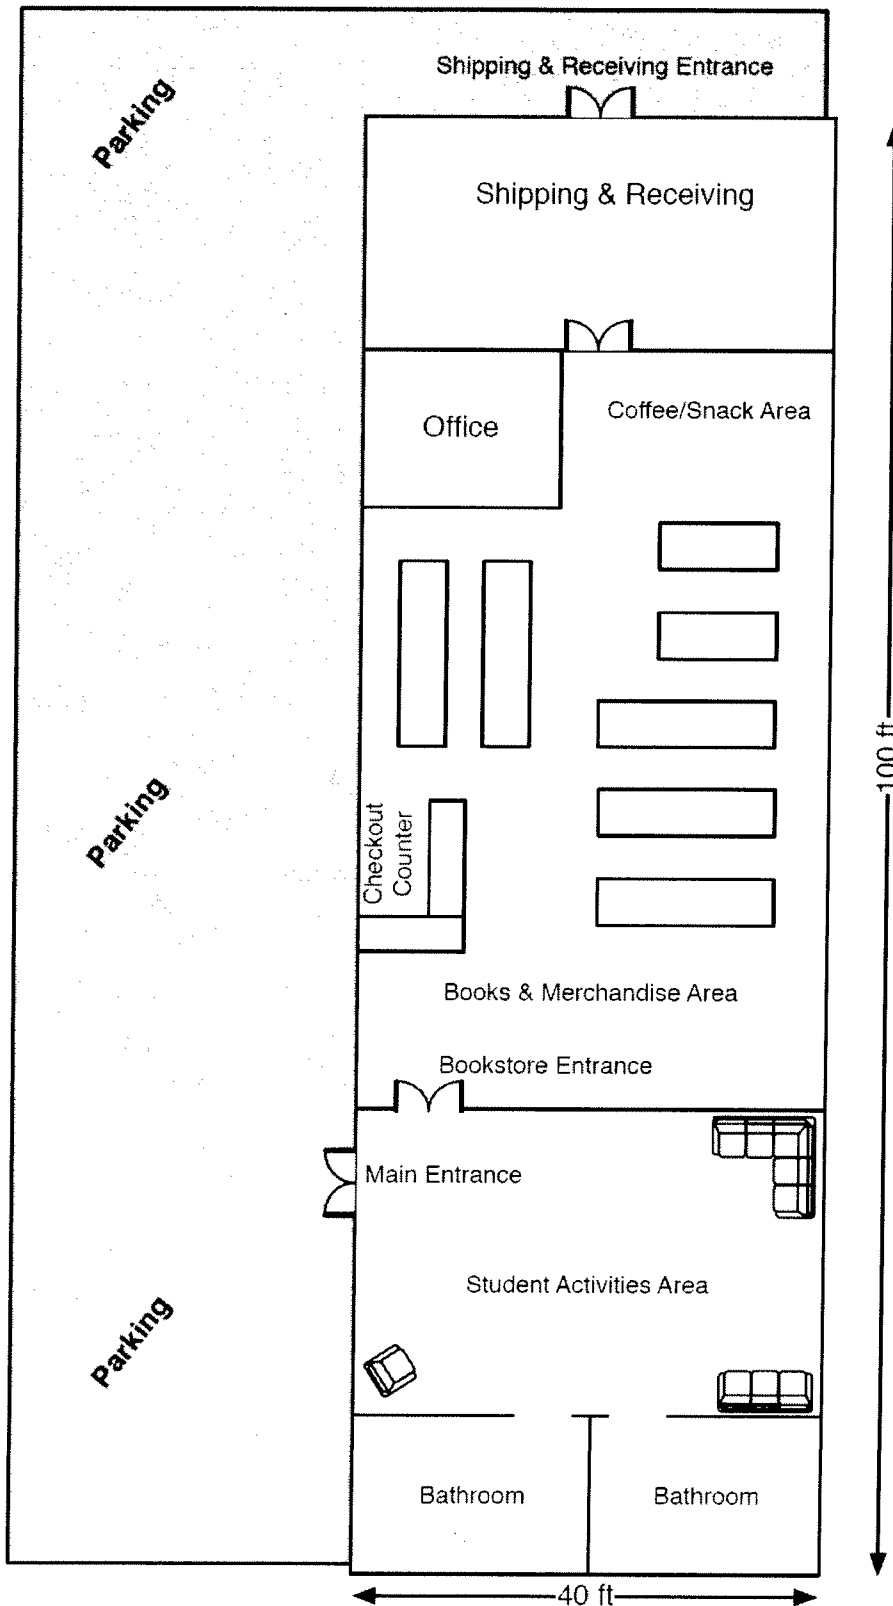 Shipping & Receiving Entrance
Parking
Shipping & Receiving
Office
Coffee/Snack Area
100 ft
Parking
Checkout
Counter
Books & Merchandise Area
Bookstore Entrance
Main Entrance
Student Activities Area
Parking
Bathroom
Bathroom
40 ft